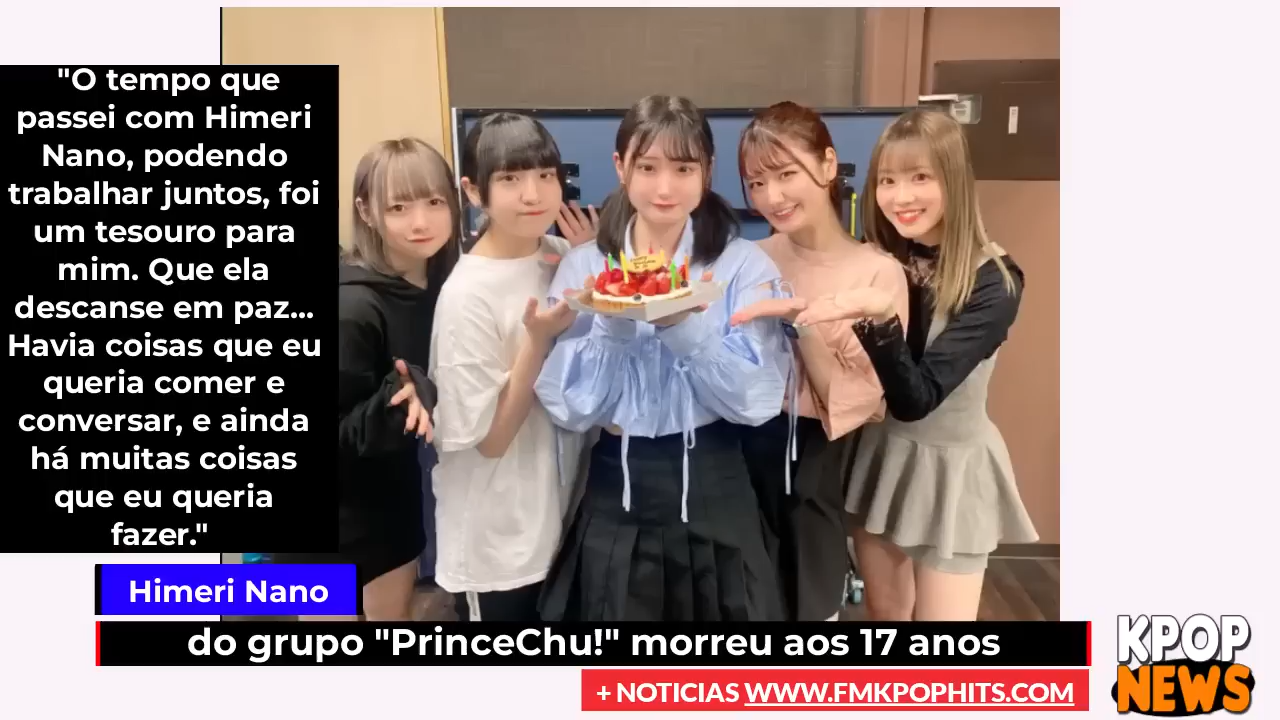 "O tempo que
passei com Himeri
Nano, podendo
trabalhar juntos, foi
um tesouro para
mim. Que ela
descanse em paz...
Havia coisas que eu
queria comer e
conversar, e ainda
há muitas coisas
que eu queria
fazer."
Himeri Nano
do grupo "PrinceChu!" morreu aos 17 anos
+ NOTICIAS WWW.FMKPOPHITS.COM
KPOP
NEWS